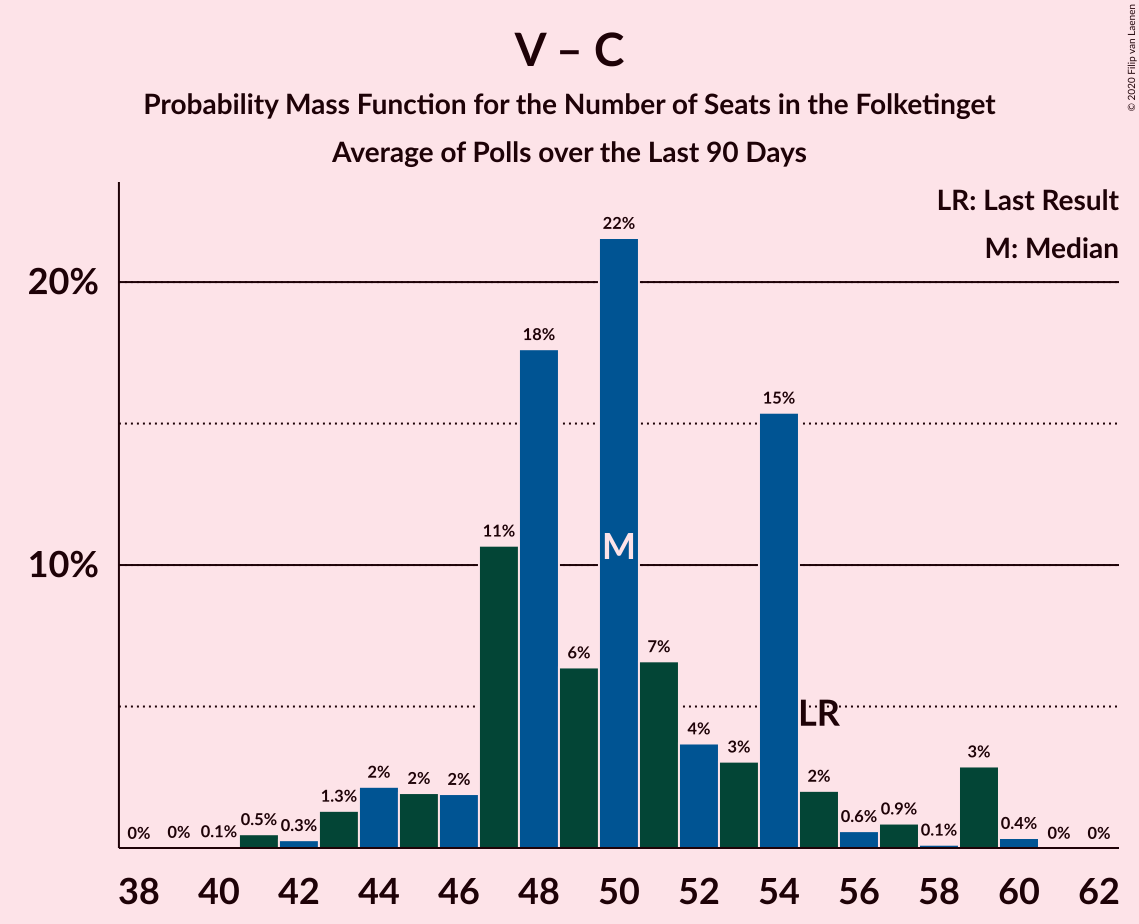 V – C
Probability Mass Function for the Number of Seats in the Folketinget
Average of Polls over the Last 90 Days
© 2020 Filip van Laenen
LR: Last Result
M: Median
20%
10%
0% 0% 0.1% 0.5% 0.3% 1.3% 2% 2% 2% 11% 18% 6% 22% 7% 4% 3% 15% 2% 0.6% 0.9% 0.1% 3% 0.4% 0% 0%
M
LR
38 40 42 44 46 48 50 52 54 56 58 60 62